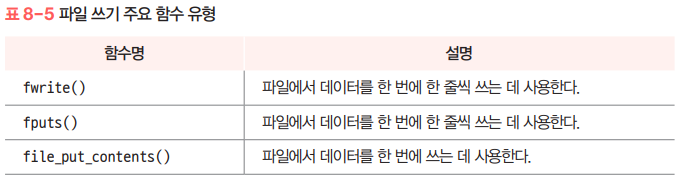 표 8-5 파일 쓰기 주요 함수 유형
함수명 설명
fwrite() 파일에서 데이터를 한 번에 한 줄씩 쓰는 데 사용한다.
fputs() 파일에서 데이터를 한 번에 한 줄씩 쓰는 데 사용한다.
file_put_contents() 파일에서 데이터를 한 번에 쓰는 데 사용한다.